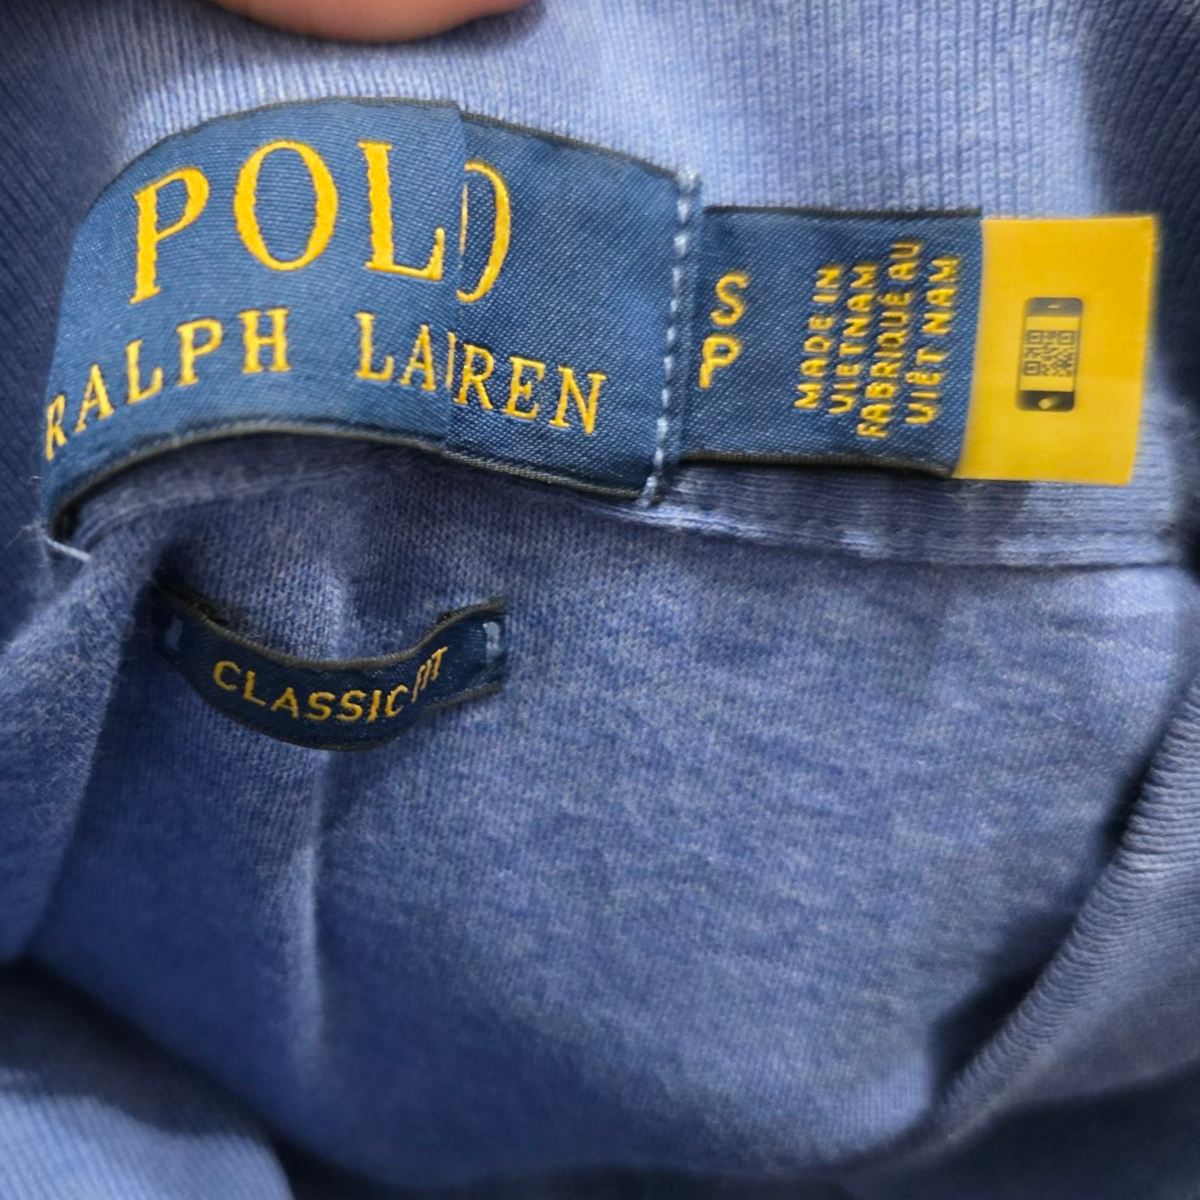 POLO
RALPH LAUREN
S
P
MADE IN
VIETNAM
FABRIQUÉ AU
VIÊT NAM
CLASSIC FIT